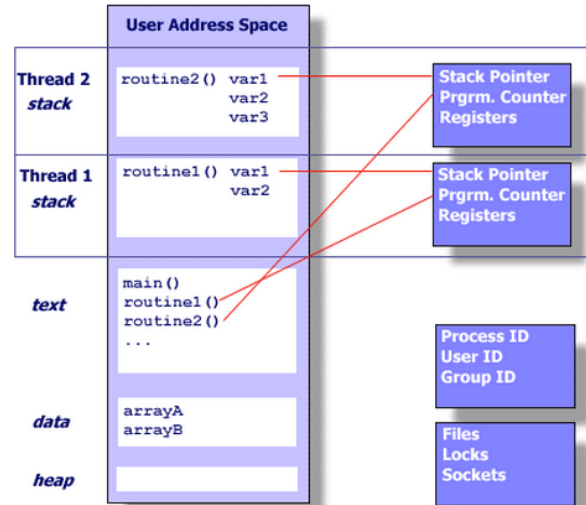 User Address Space
Thread 2
stack
routine2() var1
var2
var3
Stack Pointer
Prgrm. Counter
Registers
Thread 1
stack
routine1() var1
var2
Stack Pointer
Prgrm. Counter
Registers
text
main()
routine1()
routine2()
...
Process ID
User ID
Group ID
data
arrayA
arrayB
Files
Locks
Sockets
heap